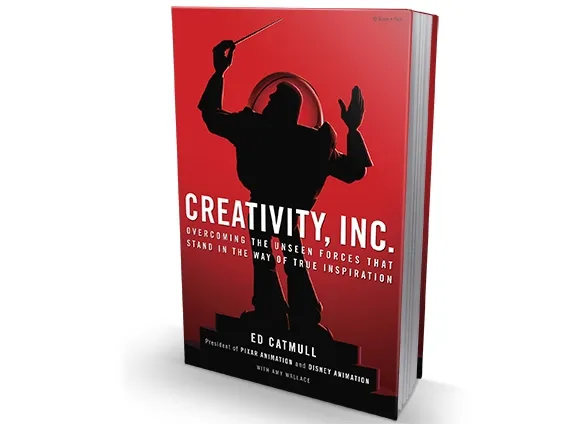 CREATIVITY, INC.
OVERCOMING THE UNSEEN FORCES THAT
STAND IN THE WAY OF TRUE INSPIRATION
ED CATMULL
President of PIXAR ANIMATION and DISNEY ANIMATION
WITH AMY WALLACE